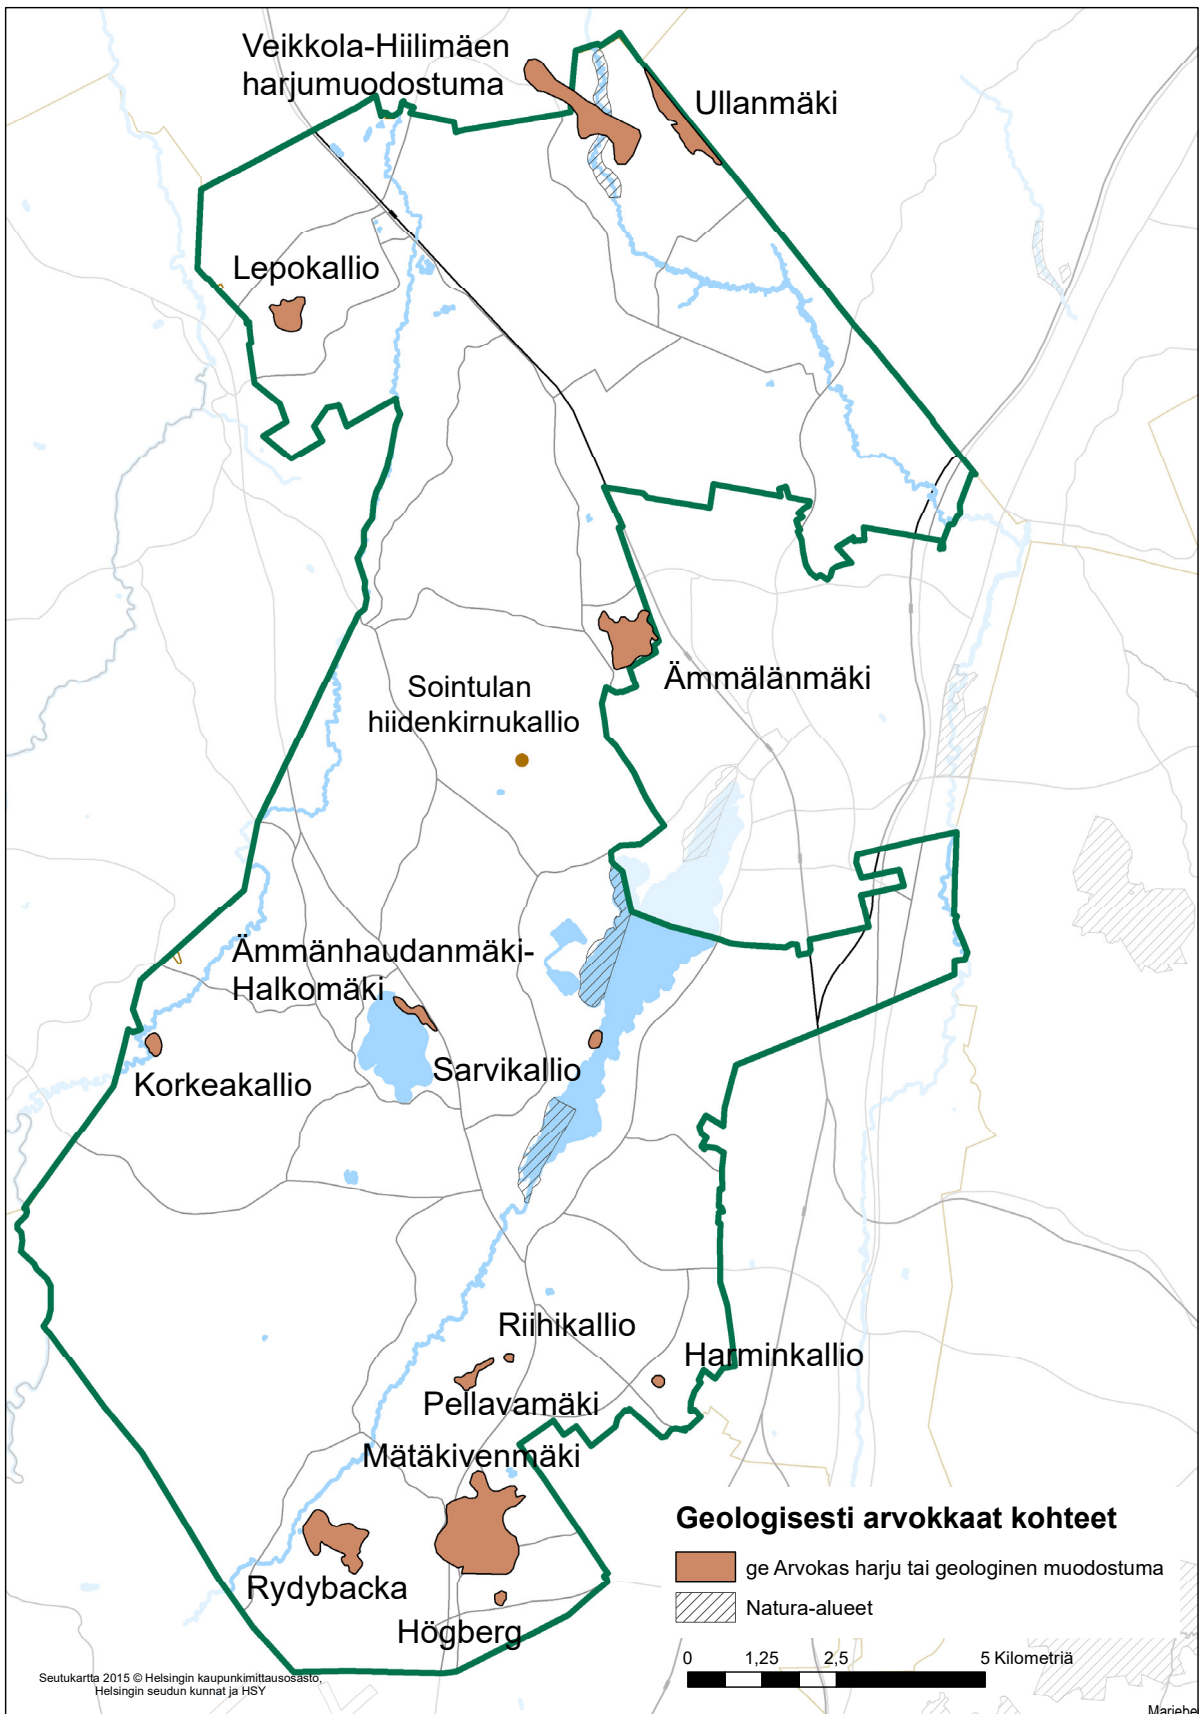 Veikkola-Hiilimäen
harjumuodostuma
Ullanmäki
Lepokallio
Ämmälänmäki
Sointulan
hiidenkirnukallio
Ämmänhaudanmäki-
Halkomäki
Sarvikallio
Korkeakallio
Riihikallio
Harminkallio
Pellavamäki
Mätäkivenmäki
Rydybacka
Högberg
Geologisesti arvokkaat kohteet
ge Arvokas harju tai geologinen muodostuma
Natura-alueet
0 1,25 2,5 5 Kilometriä
Seutukartta 2015 © Helsingin kaupunkimittausosasto,
Helsingin seudun kunnat ja HSY
Mariehe